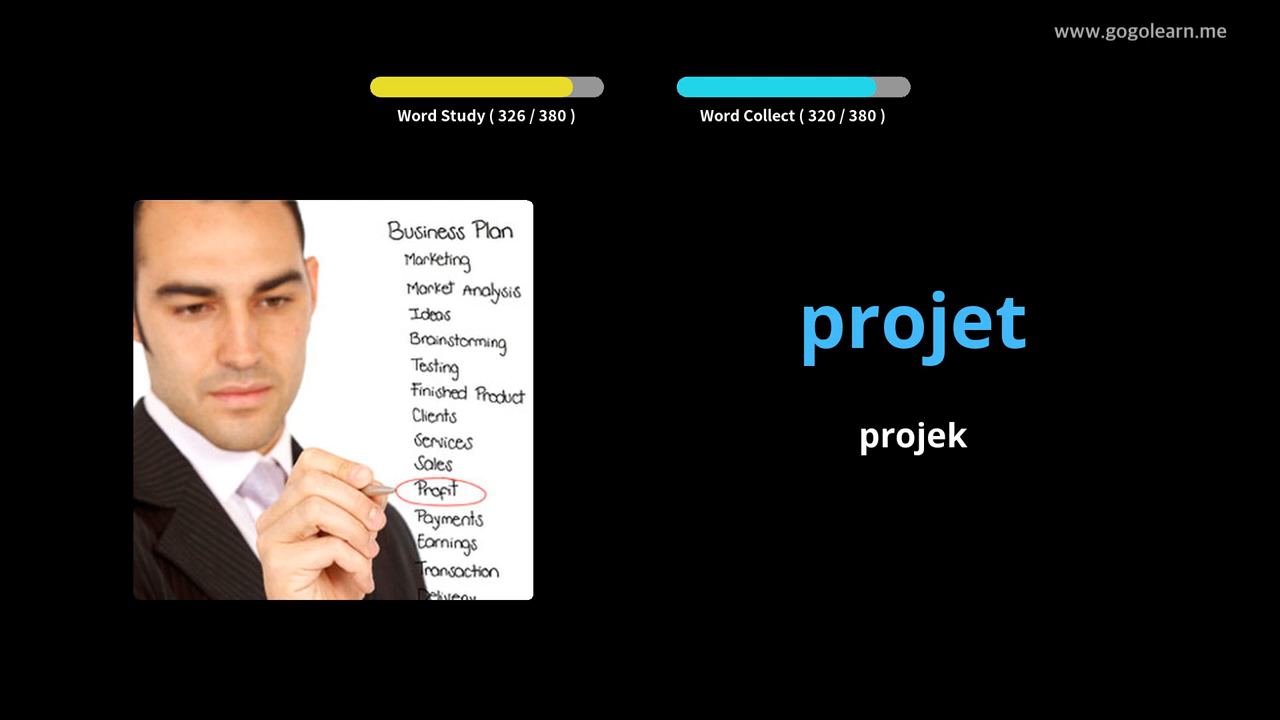 www.gogolearn.me
Word Study ( 326 / 380 )
Word Collect ( 320 / 380 )
Business Plan
Marketing
Market Analysis
Ideas
Brainstorming
Testing
Finished Product
Clients
Services
Sales
Profit
Payments
Earnings
Transaction
Delivery
projet
projek